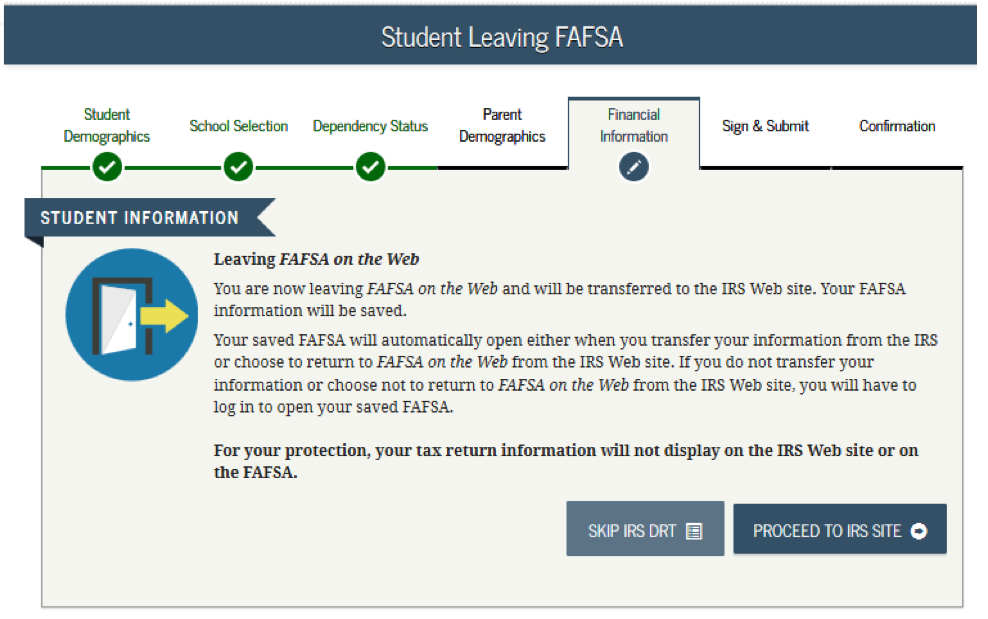 Student Leaving FAFSA
Student
Demographics
School Selection
Dependency Status
Parent
Demographics
Financial
Information
Sign & Submit
Confirmation
STUDENT INFORMATION
Leaving FAFSA on the Web
You are now leaving FAFSA on the Web and will be transferred to the IRS Web site. Your FAFSA
information will be saved.
Your saved FAFSA will automatically open either when you transfer your information from the IRS
or choose to return to FAFSA on the Web from the IRS Web site. If you do not transfer your
information or choose not to return to FAFSA on the Web from the IRS Web site, you will have to
log in to open your saved FAFSA.
For your protection, your tax return information will not display on the IRS Web site or on
the FAFSA.
SKIP IRS DRT
PROCEED TO IRS SITE